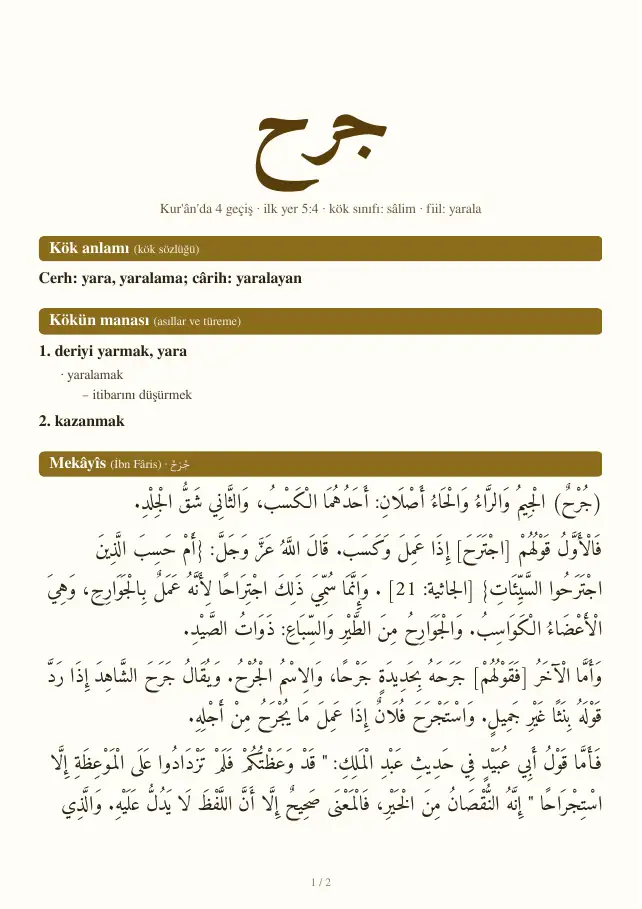 جرح
Kur'ân'da 4 geçiş · ilk yer 5:4 · kök sınıfı: sâlim · fiil: yarala
Kök anlamı (kök sözlüğü)
Cerh: yara, yaralama; cârih: yaralayan
Kökün manası (asıllar ve türeme)
1. deriyi yarmak, yara
· yaralamak
– itibarını düşürmek
2. kazanmak
Mekâyîs (İbn Fâris) · جُرْحٌ
(جُرْحٌ) الْجِيمُ وَالرَّاءُ وَالْحَاءُ أَصْلَانِ: أَحَدُهُمَا الْكَسْبُ، وَالثَّانِي شَقُّ الْجِلْدِ.
فَالْأَوَّلُ قَوْلُهُمْ [اجْتَرَحَ] إِذَا عَمِلَ وَكَسَبَ. قَالَ اللَّهُ عَزَّ وَجَلَّ: {أَمْ حَسِبَ الَّذِينَ
اجْتَرَحُوا السَّيِّئَاتِ} [الجاثية: 21] . وَإِنَّمَا سُمِّيَ ذَلِكَ اجْتِرَاحًا لِأَنَّهُ عَمَلٌ بِالْجَوَارِحِ، وَهِيَ
الْأَعْضَاءُ الْكَوَاسِبُ. وَالْجَوَارِحُ مِنَ الطَّيْرِ وَالسِّبَاعِ: ذَوَاتُ الصَّيْدِ.
وَأَمَّا الْآخَرُ [فَقَوْلُهُمْ] جَرَحَهُ بِحَدِيدَةٍ جَرْحًا، وَالِاسْمُ الْجُرْحُ. وَيُقَالُ جَرَحَ الشَّاهِدَ إِذَا رَدَّ
قَوْلَهُ بِنَثًا غَيْرِ جَمِيلٍ. وَاسْتَجْرَحَ فُلَانٌ إِذَا عَمِلَ مَا يُجْرَحُ مِنْ أَجْلِهِ.
فَأَمَّا قَوْلُ أَبِي عُبَيْدٍ فِي حَدِيثِ عَبْدِ الْمَلِكِ: " قَدْ وَعَظْتُكُمْ فَلَمْ تَزْدَادُوا عَلَى الْمَوْعِظَةِ إِلَّا
اسْتِجْرَاحًا " إِنَّهُ النُّقْصَانُ مِنَ الْخَيْرِ، فَالْمَعْنَى صَحِيحٌ إِلَّا أَنَّ اللَّفْظَ لَا يَدُلُّ عَلَيْهِ. وَالَّذِي
1 / 2